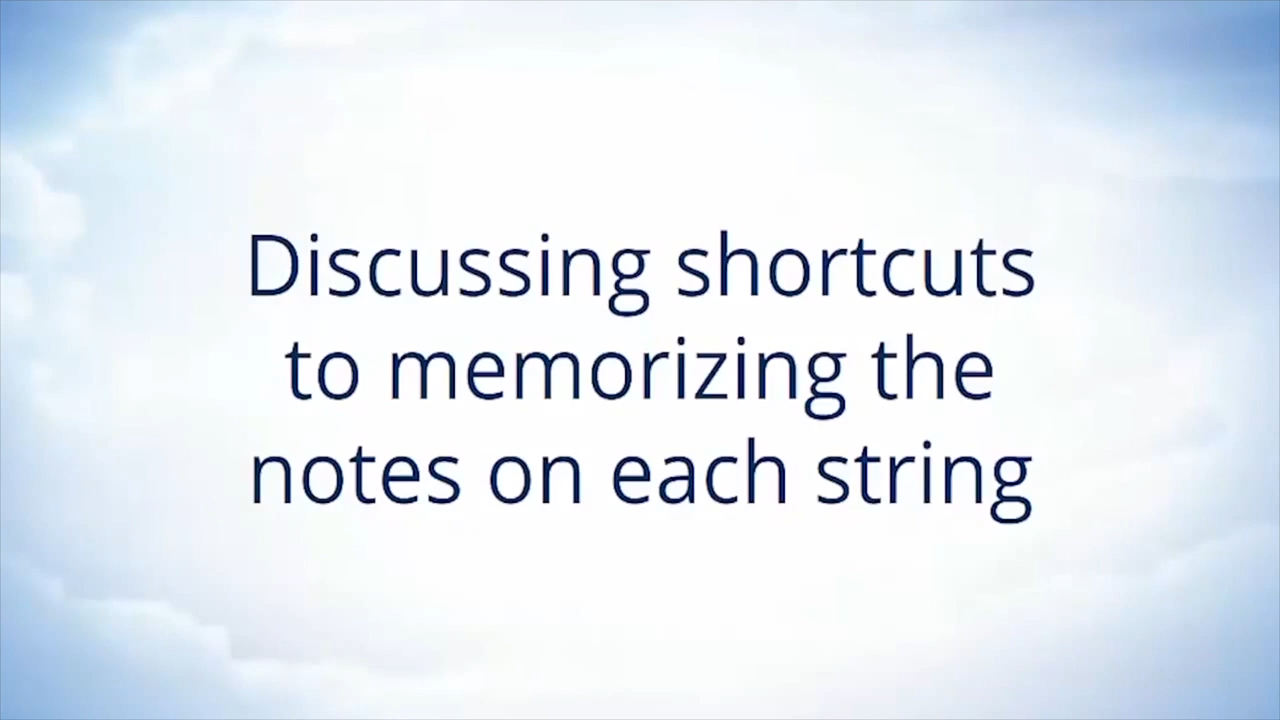 Discussing shortcuts
to memorizing the
notes on each string